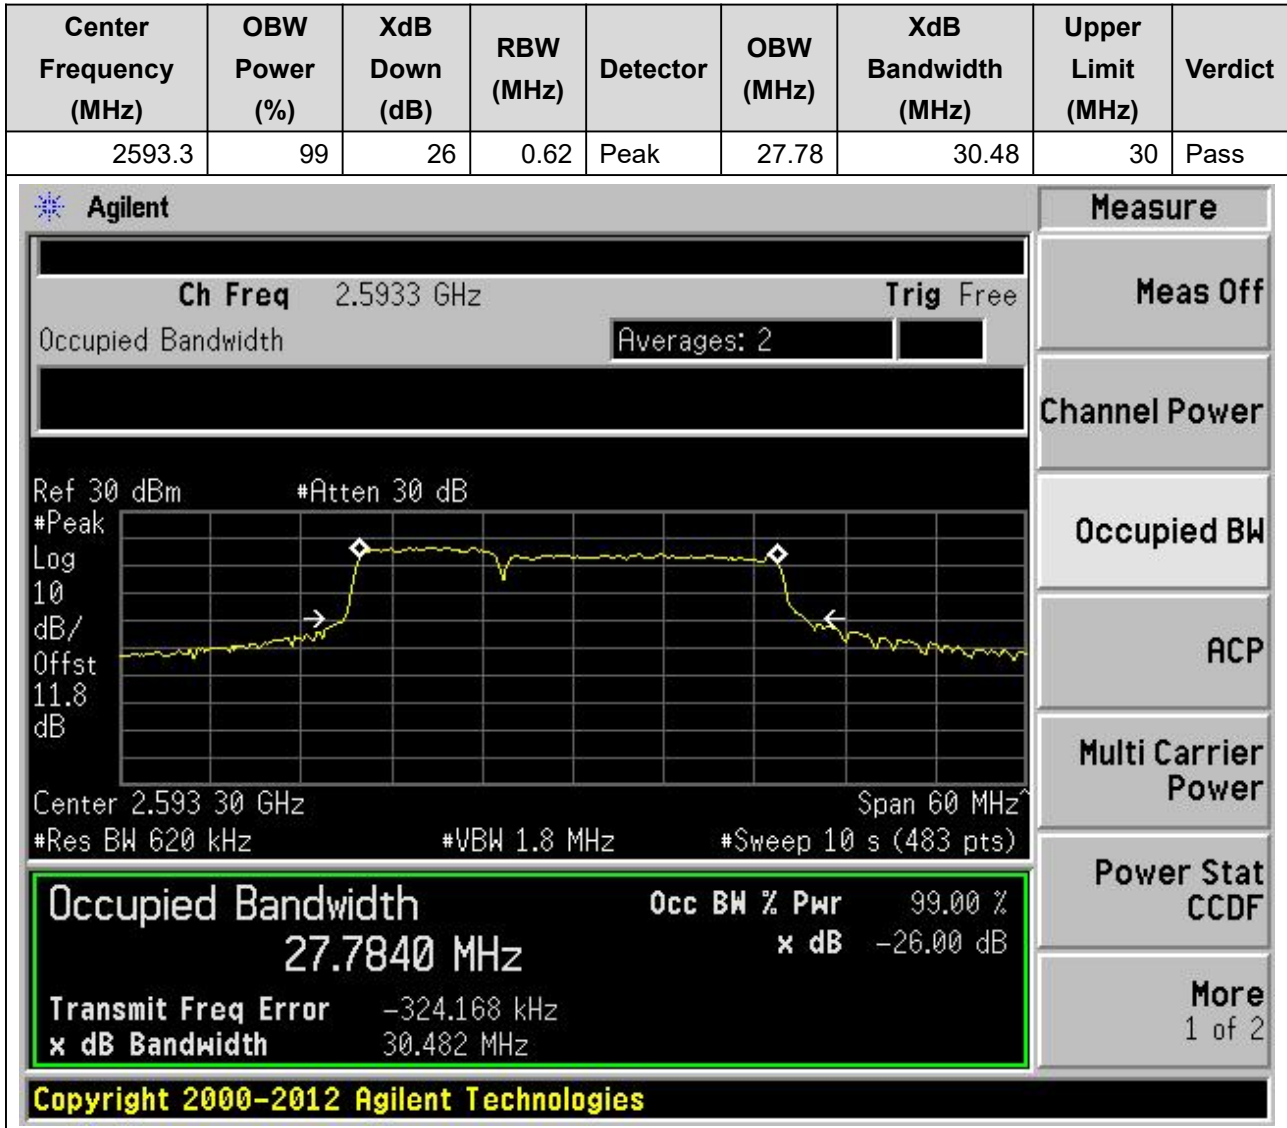 Center Frequency (MHz) OBW Power (%) XdB Down (dB) RBW (MHz) Detector OBW (MHz) XdB Bandwidth (MHz) Upper Limit (MHz) Verdict
2593.3 99 26 0.62 Peak 27.78 30.48 30 Pass
Agilent Measure
Ch Freq 2.5933 GHz Trig Free
Meas Off
Occupied Bandwidth Averages: 2
Channel Power
Ref 30 dBm #Atten 30 dB
#Peak
Log
10
dB/
Offst
11.8
dB
Occupied BW
ACP
Multi Carrier
Power
Center 2.593 30 GHz Span 60 MHz^
#Res BW 620 kHz #VBW 1.8 MHz #Sweep 10 s (483 pts)
Power Stat
CCDF
Occupied Bandwidth Occ BW % Pwr 99.00 %
27.7840 MHz x dB -26.00 dB
Transmit Freq Error -324.168 kHz
x dB Bandwidth 30.482 MHz
More
1 of 2
Copyright 2000-2012 Agilent Technologies